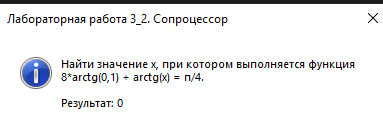 Лабораторная работа 3_2. Сопроцессор
Найти значение x, при котором выполняется функция
8*arctg(0,1) + arctg(x) = π/4.
Результат: 0